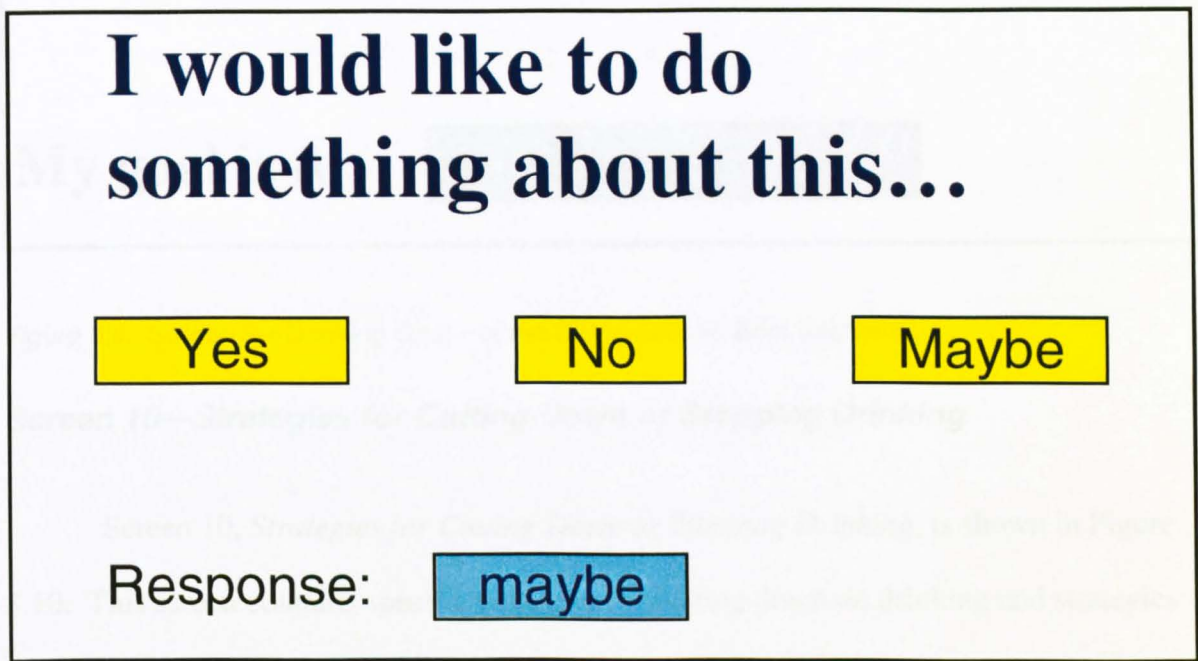 I would like to do
something about this...
Yes No Maybe
Response: maybe